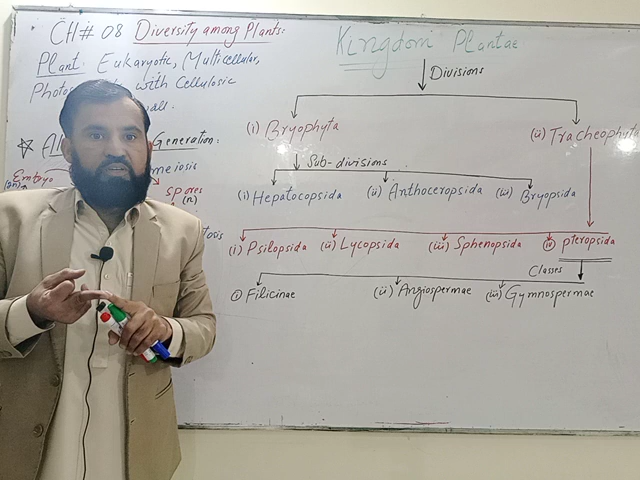 CH# 08 Diversity among Plants:
Plant: Eukaryotic, Multicellular,
with Cellulosic
Generation:
Embryo meiosis
(2n) spores
(n)
Kingdom Plantae
Divisions
(i) Bryophyta (ii) Tracheophyt
Sub-divisions
(i) Hepatocopsida (ii) Anthoceropsida (iii) Bryopsida
(i) Psilopsida (ii) Lycopsida (iii) Sphenopsida (iv) pteropsida
Classes
(i) Filicinae (ii) Angiospermae (iii) Gymnospermae